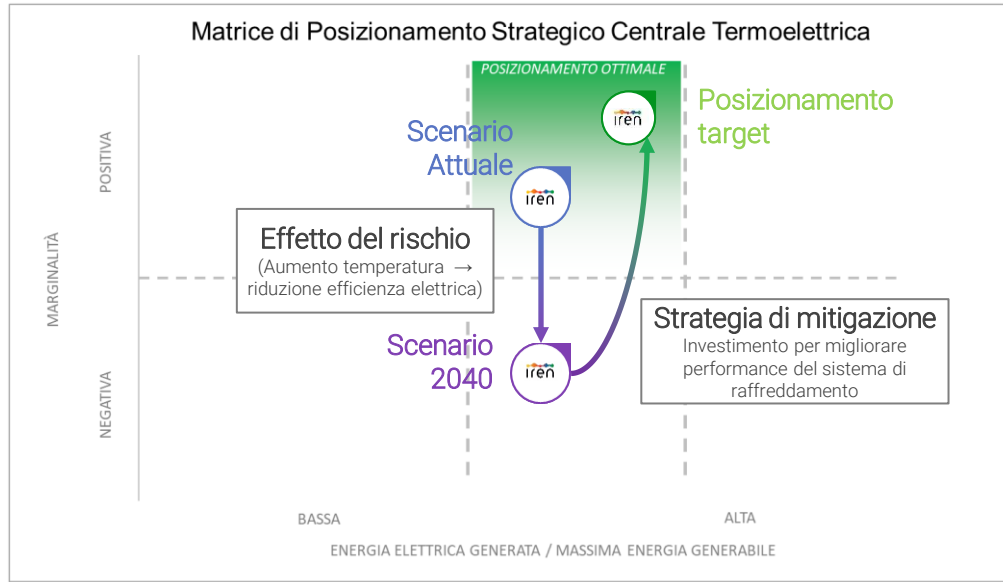 Matrice di Posizionamento Strategico Centrale Termoelettrica
POSIZIONAMENTO OTTIMALE
iren
Posizionamento
target
Scenario
Attuale
iren
POSITIVA
Effetto del rischio
(Aumento temperatura →
riduzione efficienza elettrica)
MARGINALITÀ
Strategia di mitigazione
Investimento per migliorare
performance del sistema di
raffreddamento
Scenario
2040
iren
NEGATIVA
BASSA
ALTA
ENERGIA ELETTRICA GENERATA / MASSIMA ENERGIA GENERABILE